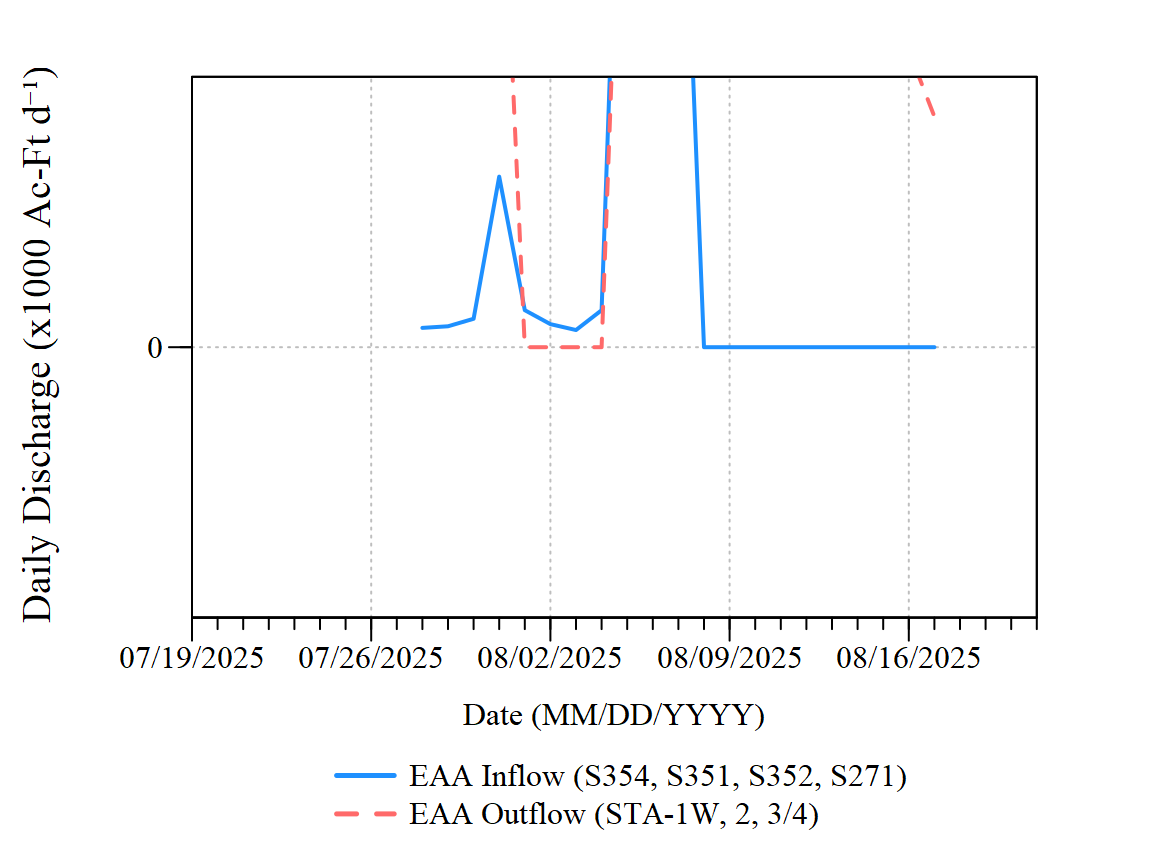 Daily Discharge (x1000 Ac-Ft d⁻¹)
0
07/19/2025 07/26/2025 08/02/2025 08/09/2025 08/16/2025
Date (MM/DD/YYYY)
EAA Inflow (S354, S351, S352, S271)
EAA Outflow (STA-1W, 2, 3/4)